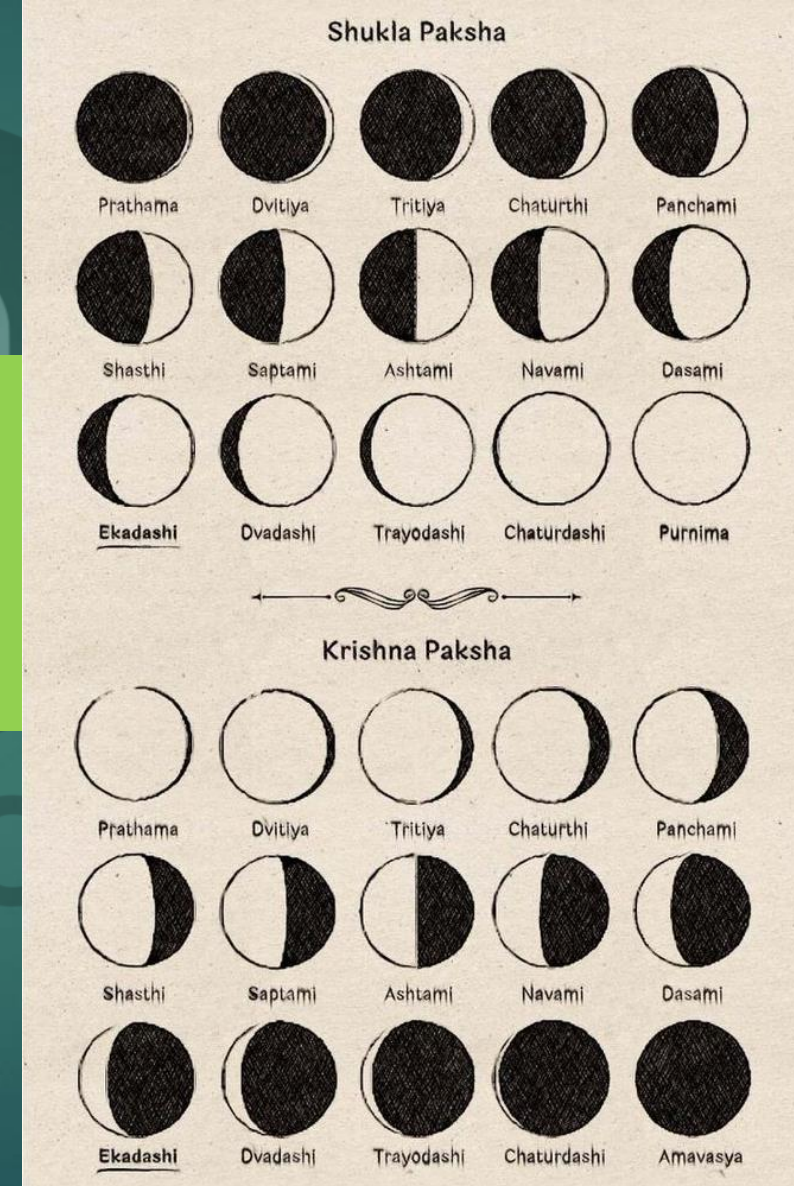 Shukla Paksha
Prathama Dvitiya Tritiya Chaturthi Panchami
Shasthi Saptami Ashtami Navami Dasami
Ekadashi Dvadashi Trayodashi Chaturdashi Purnima
Krishna Paksha
Prathama Dvitiya Tritiya Chaturthi Panchami
Shasthi Saptami Ashtami Navami Dasami
Ekadashi Dvadashi Trayodashi Chaturdashi Amavasya